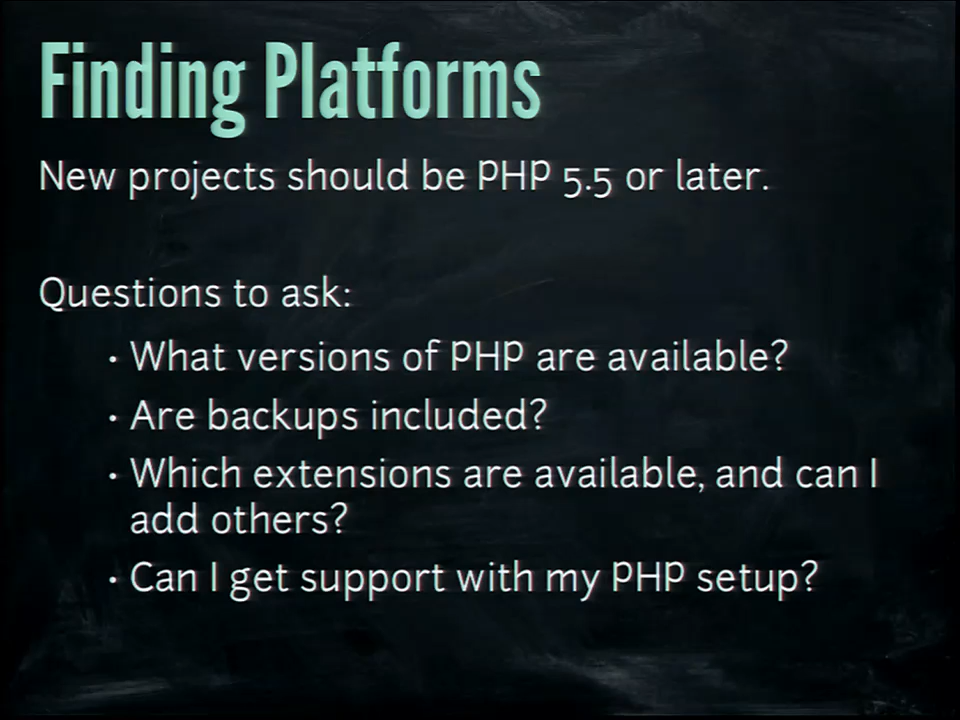 Finding Platforms
New projects should be PHP 5.5 or later.
Questions to ask:
• What versions of PHP are available?
• Are backups included?
• Which extensions are available, and can I
add others?
• Can I get support with my PHP setup?